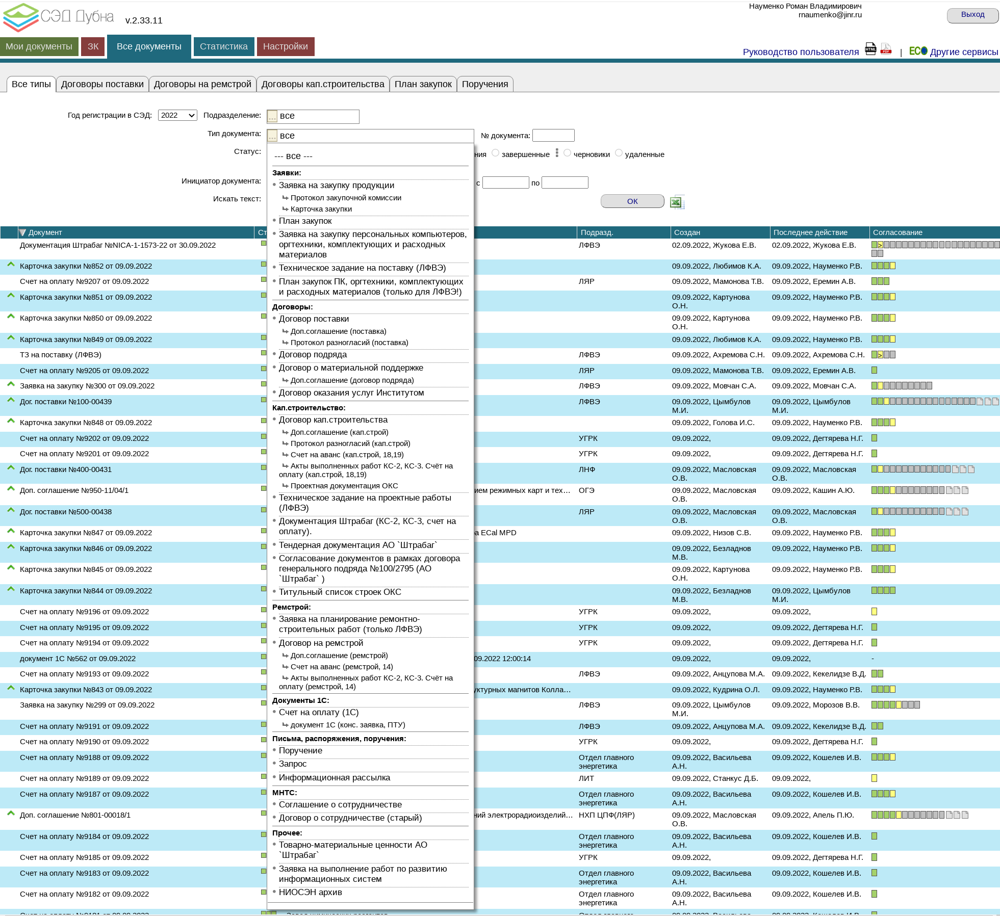 СЭД Дубна v.2.33.11
Науменко Роман Владимирович
rnaumenko@jinr.ru
Выход
Мои документы ЗК Все документы Статистика Настройки
Руководство пользователя HTML PDF | ECO Другие сервисы
Все типы Договоры поставки Договоры на ремстрой Договоры кап.строительства План закупок Поручения
Год регистрации в СЭД: 2022 Подразделение: ... все
Тип документа: ... все № документа:
Статус: ния завершенные черновики удаленные
Инициатор документа: с по
Искать текст: ОК
--- все ---
Заявки:
Заявка на закупку продукции
Протокол закупочной комиссии
Карточка закупки
План закупок
Заявка на закупку персональных компьютеров,
оргтехники, комплектующих и расходных
материалов
Техническое задание на поставку (ЛФВЭ)
План закупок ПК, оргтехники, комплектующих
и расходных материалов (только для ЛФВЭ!)
Договоры:
Договор поставки
Доп.соглашение (поставка)
Протокол разногласий (поставка)
Договор подряда
Договор о материальной поддержке
Доп.соглашение (договор подряда)
Договор оказания услуг Институтом
Кап.строительство:
Договор кап.строительства
Доп.соглашение (кап.строй)
Протокол разногласий (кап.строй)
Счет на аванс (кап.строй, 18,19)
Акты выполненных работ КС-2, КС-3. Счёт на
оплату (кап.строй, 18,19)
Проектная документация ОКС
Техническое задание на проектные работы
(ЛФВЭ)
Документация Штрабаг (КС-2, КС-3, счет на
оплату).
Тендерная документация АО `Штрабаг`
Согласование документов в рамках договора
генерального подряда №100/2795 (АО
`Штрабаг` )
Титульный список строек ОКС
Ремстрой:
Заявка на планирование ремонтно-
строительных работ (только ЛФВЭ)
Договор на ремстрой
Доп.соглашение (ремстрой)
Счет на аванс (ремстрой, 14)
Акты выполненных работ КС-2, КС-3. Счёт на
оплату (ремстрой, 14)
Документы 1С:
Счет на оплату (1С)
документ 1С (конс. заявка, ПТУ)
Письма, распоряжения, поручения:
Поручение
Запрос
Информационная рассылка
МНТС:
Соглашение о сотрудничестве
Договор о сотрудничестве (старый)
Прочее:
Товарно-материальные ценности АО
`Штрабаг`
Заявка на выполнение работ по развитию
информационных систем
НИОСЭН архив
Документ Ст Подразд. Создан Последнее действие Согласование
Документация Штрабаг №NICA-1-1573-22 от 30.09.2022 ЛФВЭ 02.09.2022, Жукова Е.В. 02.09.2022, Жукова Е.В. >
Карточка закупки №852 от 09.09.2022 09.09.2022, Любимов К.А. 09.09.2022, Науменко Р.В.
Счет на оплату №9207 от 09.09.2022 ЛЯР 09.09.2022, Мамонова Т.В. 09.09.2022, Еремин А.В.
Карточка закупки №851 от 09.09.2022 09.09.2022, Картунова 09.09.2022, Науменко Р.В.
О.Н.
Карточка закупки №850 от 09.09.2022 09.09.2022, Картунова 09.09.2022, Науменко Р.В.
О.Н.
Карточка закупки №849 от 09.09.2022 09.09.2022, Любимов К.А. 09.09.2022, Науменко Р.В.
ТЗ на поставку (ЛФВЭ) ЛФВЭ 09.09.2022, Ахремова С.Н. 09.09.2022, Ахремова С.Н. >
Счет на оплату №9205 от 09.09.2022 ЛЯР 09.09.2022, Мамонова Т.В. 09.09.2022, Еремин А.В.
Заявка на закупку №300 от 09.09.2022 ЛФВЭ 09.09.2022, Мовчан С.А. 09.09.2022, Мовчан С.А.
Дог. поставки №100-00439 ЛФВЭ 09.09.2022, Цымбулов 09.09.2022, Цымбулов
М.И. М.И.
Карточка закупки №848 от 09.09.2022 09.09.2022, Голова И.С. 09.09.2022, Науменко Р.В.
Счет на оплату №9202 от 09.09.2022 УГРК 09.09.2022, 09.09.2022, Дегтярева Н.Г.
Счет на оплату №9201 от 09.09.2022 УГРК 09.09.2022, 09.09.2022, Дегтярева Н.Г.
Дог. поставки №400-00431 ЛНФ 09.09.2022, Масловская 09.09.2022, Масловская
О.В. О.В.
Доп. соглашение №950-11/04/1 ием режимных карт и тех… ОГЭ 09.09.2022, Масловская 09.09.2022, Кашин А.Ю.
О.В.
Дог. поставки №500-00438 ЛЯР 09.09.2022, Масловская 09.09.2022, Масловская
О.В. О.В.
Карточка закупки №847 от 09.09.2022 ра ECal MPD 09.09.2022, Низов С.В. 09.09.2022, Науменко Р.В.
Карточка закупки №846 от 09.09.2022 09.09.2022, Безладнов 09.09.2022, Науменко Р.В.
М.В.
Карточка закупки №845 от 09.09.2022 09.09.2022, Картунова 09.09.2022, Науменко Р.В.
О.Н.
Карточка закупки №844 от 09.09.2022 09.09.2022, Безладнов 09.09.2022, Цымбулов
М.В. М.И.
Счет на оплату №9196 от 09.09.2022 УГРК 09.09.2022, 09.09.2022,
Счет на оплату №9195 от 09.09.2022 УГРК 09.09.2022, 09.09.2022, Дегтярева Н.Г.
Счет на оплату №9194 от 09.09.2022 УГРК 09.09.2022, 09.09.2022, Дегтярева Н.Г.
документ 1С №562 от 09.09.2022 09.2022 12:00:14 09.09.2022, 09.09.2022, -
Счет на оплату №9193 от 09.09.2022 ЛФВЭ 09.09.2022, Анцупова М.А. 09.09.2022, Кекелидзе В.Д.
Карточка закупки №843 от 09.09.2022 уктурных магнитов Колла… 09.09.2022, Кудрина О.Л. 09.09.2022, Науменко Р.В.
Заявка на закупку №299 от 09.09.2022 ЛФВЭ 09.09.2022, Цымбулов 09.09.2022, Морозов В.В.
М.И.
Счет на оплату №9191 от 09.09.2022 ЛФВЭ 09.09.2022, Анцупова М.А. 09.09.2022, Кекелидзе В.Д.
Счет на оплату №9190 от 09.09.2022 УГРК 09.09.2022, 09.09.2022, Дегтярева Н.Г.
Счет на оплату №9188 от 09.09.2022 Отдел главного 09.09.2022, Васильева 09.09.2022, Кошелев И.В.
энергетика А.Н.
Счет на оплату №9189 от 09.09.2022 ЛИТ 09.09.2022, Станкус Д.Б. 09.09.2022,
Счет на оплату №9187 от 09.09.2022 Отдел главного 09.09.2022, Васильева 09.09.2022, Кошелев И.В.
энергетика А.Н.
Доп. соглашение №801-00018/1 ний электрорадиоизделий… НХП ЦПФ(ЛЯР) 09.09.2022, Масловская 09.09.2022, Апель П.Ю.
О.В.
Счет на оплату №9184 от 09.09.2022 Отдел главного 09.09.2022, Васильева 09.09.2022, Кошелев И.В.
энергетика А.Н.
Счет на оплату №9185 от 09.09.2022 УГРК 09.09.2022, 09.09.2022, Дегтярева Н.Г.
Счет на оплату №9183 от 09.09.2022 Отдел главного 09.09.2022, Васильева 09.09.2022, Кошелев И.В.
энергетика А.Н.
Счет на оплату №9182 от 09.09.2022 Отдел главного 09.09.2022, Васильева 09.09.2022, Кошелев И.В.
энергетика А.Н.